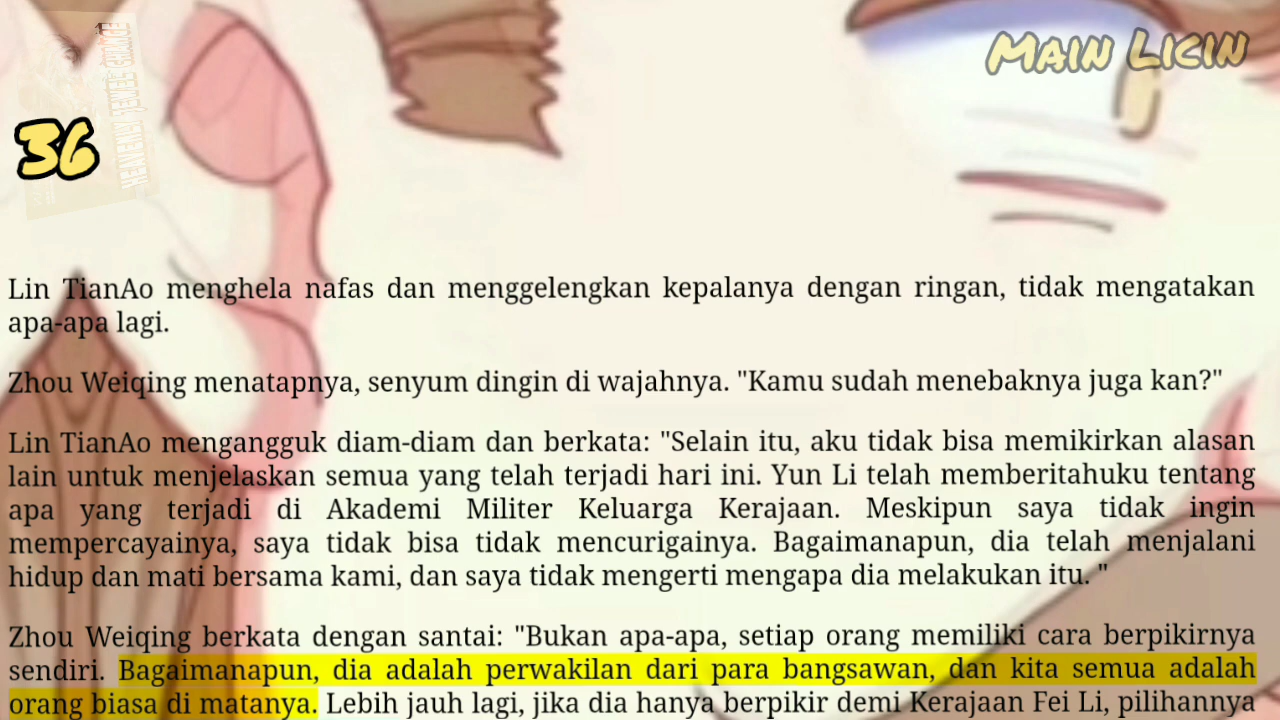 HEAVENLY JEWEL CHANGE
MAIN LICIN
36
Lin TianAo menghela nafas dan menggelengkan kepalanya dengan ringan, tidak mengatakan
apa-apa lagi.
Zhou Weiqing menatapnya, senyum dingin di wajahnya. "Kamu sudah menebaknya juga kan?"
Lin TianAo mengangguk diam-diam dan berkata: "Selain itu, aku tidak bisa memikirkan alasan
lain untuk menjelaskan semua yang telah terjadi hari ini. Yun Li telah memberitahuku tentang
apa yang terjadi di Akademi Militer Keluarga Kerajaan. Meskipun saya tidak ingin
mempercayainya, saya tidak bisa tidak mencurigainya. Bagaimanapun, dia telah menjalani
hidup dan mati bersama kami, dan saya tidak mengerti mengapa dia melakukan itu. "
Zhou Weiqing berkata dengan santai: "Bukan apa-apa, setiap orang memiliki cara berpikirnya
sendiri. Bagaimanapun, dia adalah perwakilan dari para bangsawan, dan kita semua adalah
orang biasa di matanya. Lebih jauh lagi, jika dia hanya berpikir demi Kerajaan Fei Li, pilihannya